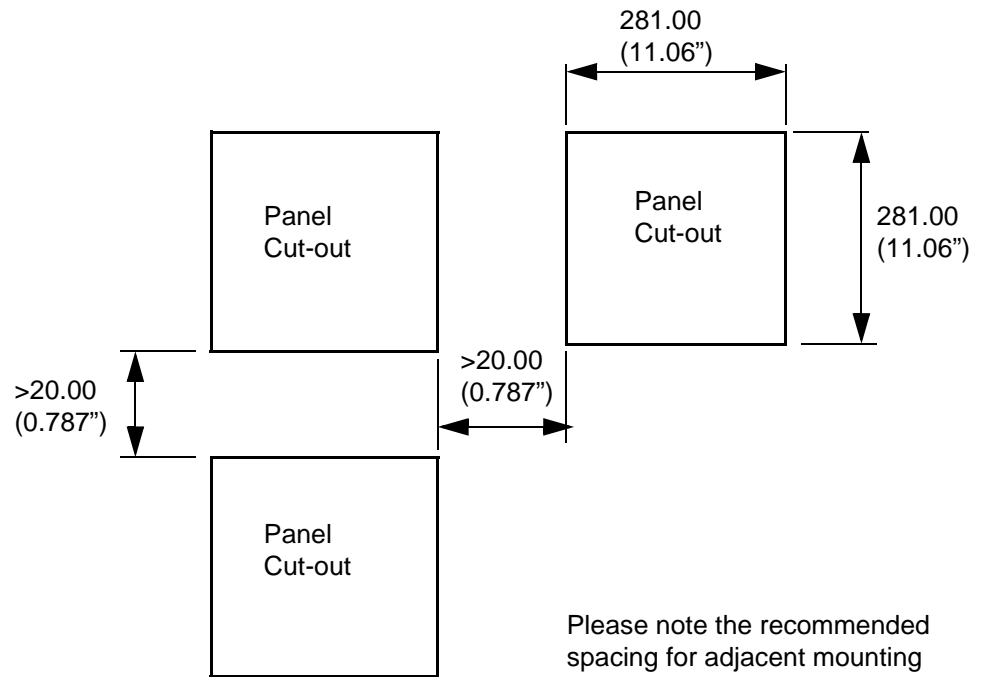 281.00
(11.06”)
Panel
Cut-out
Panel
Cut-out
281.00
(11.06”)
>20.00
(0.787”)
>20.00
(0.787”)
Panel
Cut-out
Please note the recommended
spacing for adjacent mounting